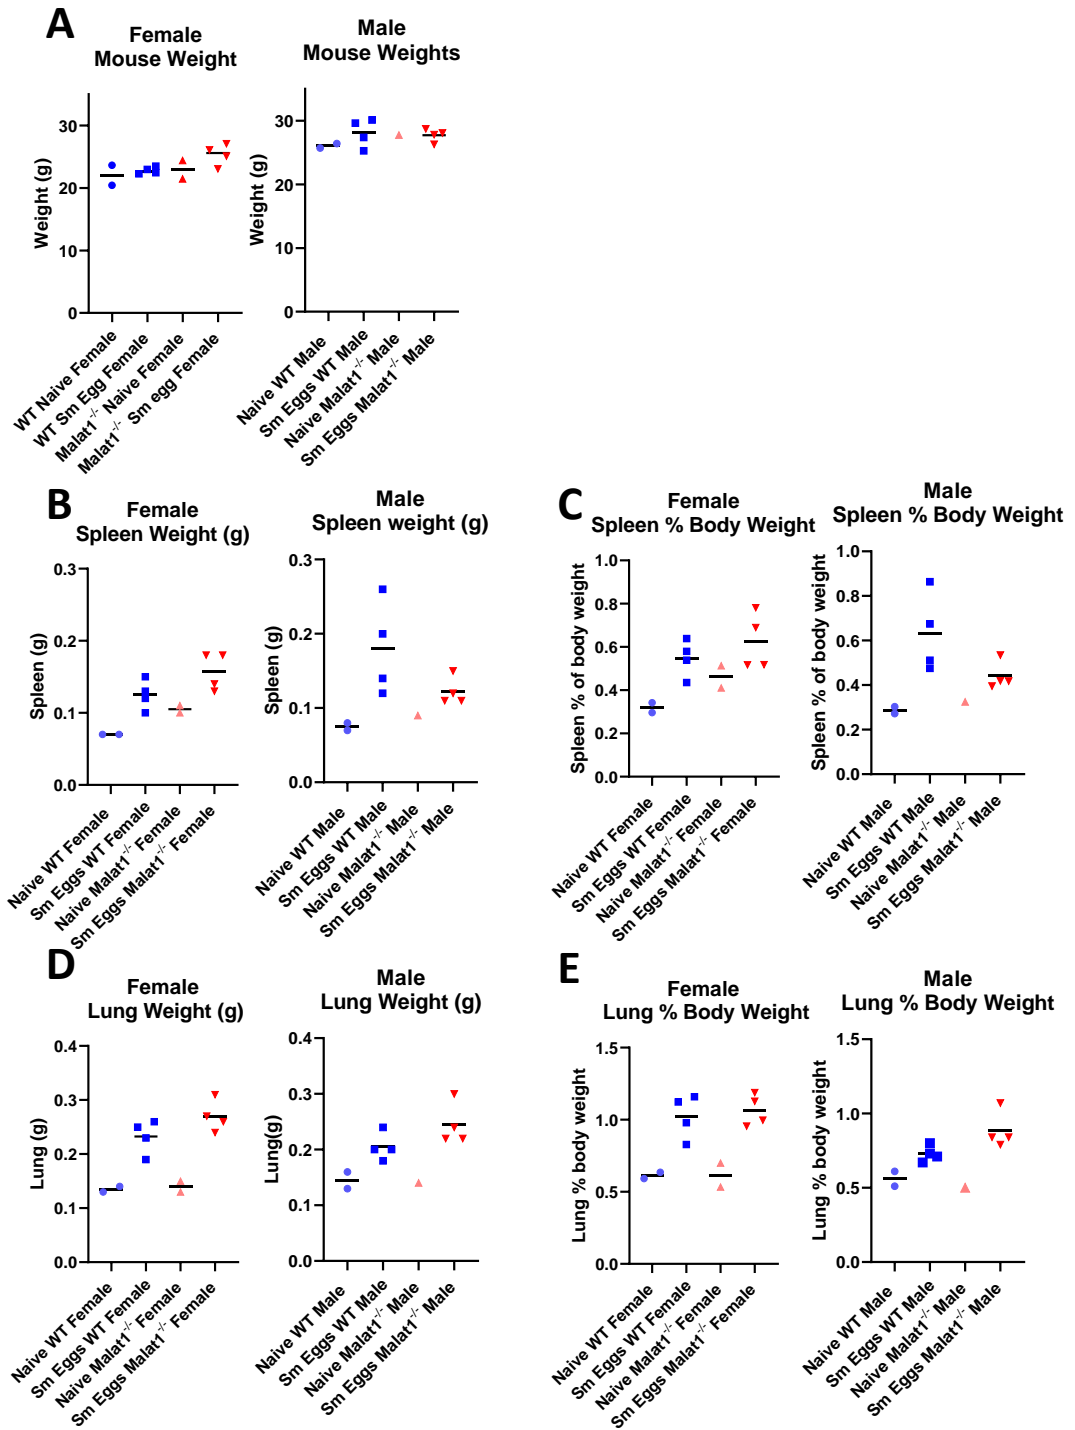 A
Female
Mouse Weight
Weight (g)
30
20
10
0
WT Naive Female
WT Sm Egg Female
Malat1-/- Naive Female
Malat1-/- Sm egg Female
Male
Mouse Weights
Weight (g)
30
20
10
0
Naive WT Male
Sm Eggs WT Male
Naive Malat1-/- Male
Sm Eggs Malat1-/- Male
B
Female
Spleen Weight (g)
Spleen (g)
0.3
0.2
0.1
0.0
Naive WT Female
Sm Eggs WT Female
Naive Malat1-/- Female
Sm Eggs Malat1-/- Female
Male
Spleen weight (g)
Spleen (g)
0.3
0.2
0.1
0.0
Naive WT Male
Sm Eggs WT Male
Naive Malat1-/- Male
Sm Eggs Malat1-/- Male
C
Female
Spleen % Body Weight
Spleen % of body weight
1.0
0.8
0.6
0.4
0.2
0.0
Naive WT Female
Sm Eggs WT Female
Naive Malat1-/- Female
Sm Eggs Malat1-/- Female
Male
Spleen % Body Weight
Spleen % of body weight
1.0
0.8
0.6
0.4
0.2
0.0
Naive WT Male
Sm Eggs WT Male
Naive Malat1-/- Male
Sm Eggs Malat1-/- Male
D
Female
Lung Weight (g)
Lung (g)
0.4
0.3
0.2
0.1
0.0
Naive WT Female
Sm Eggs WT Female
Naive Malat1-/- Female
Sm Eggs Malat1-/- Female
Male
Lung Weight (g)
Lung(g)
0.4
0.3
0.2
0.1
0.0
Naive WT Male
Sm Eggs WT Male
Naive Malat1-/- Male
Sm Eggs Malat1-/- Male
E
Female
Lung % Body Weight
Lung % body weight
1.5
1.0
0.5
0.0
Naive WT Female
Sm Eggs WT Female
Naive Malat1-/- Female
Sm Eggs Malat1-/- Female
Male
Lung % Body Weight
Lung % body weight
1.5
1.0
0.5
0.0
Naive WT Male
Sm Eggs WT Male
Naive Malat1-/- Male
Sm Eggs Malat1-/- Male